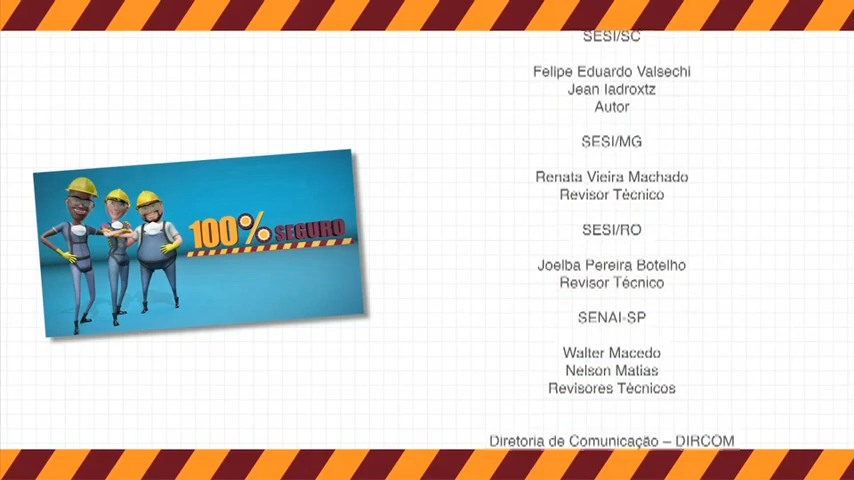 100% SEGURO
SESI/SC
Felipe Eduardo Valsechi
Jean Iadroxtz
Autor
SESI/MG
Renata Vieira Machado
Revisor Técnico
SESI/RO
Joelba Pereira Botelho
Revisor Técnico
SENAI-SP
Walter Macedo
Nelson Matias
Revisores Técnicos
Diretoria de Comunicação – DIRCOM